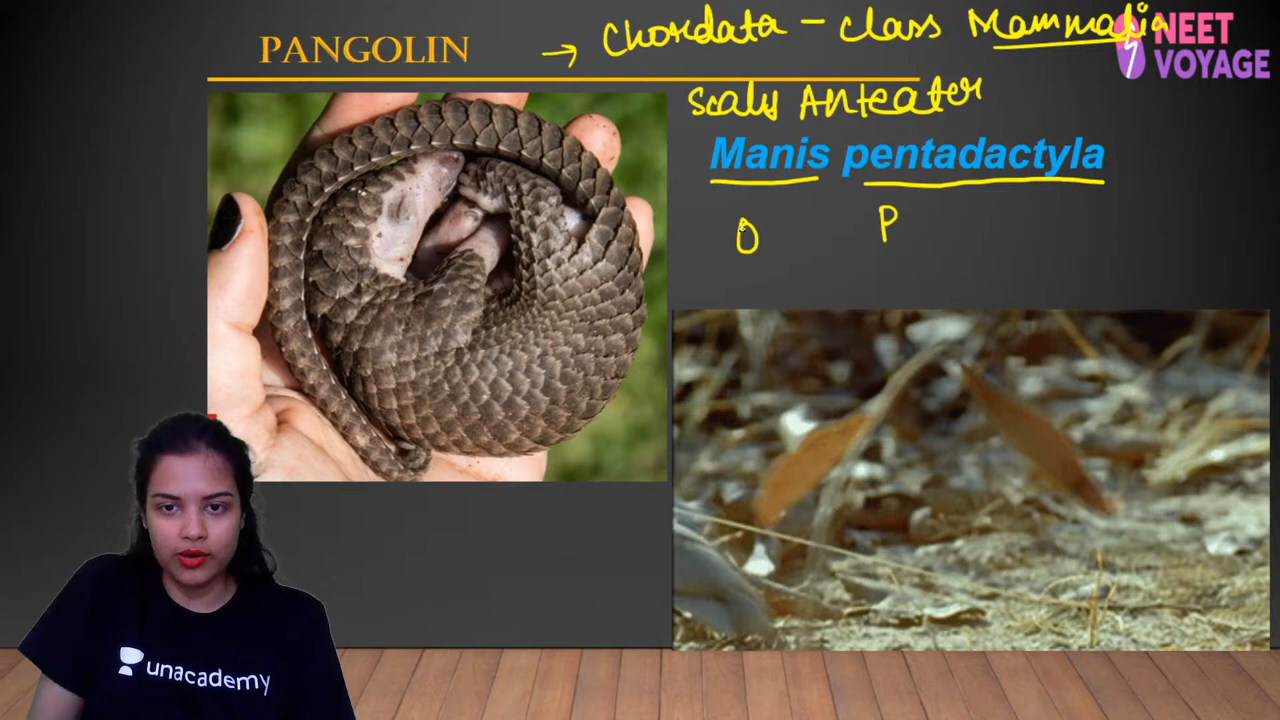 PANGOLIN → Chordata - Class Mammalia
NEET
VOYAGE
Scaly Anteater
Manis pentadactyla
O P
unacademy